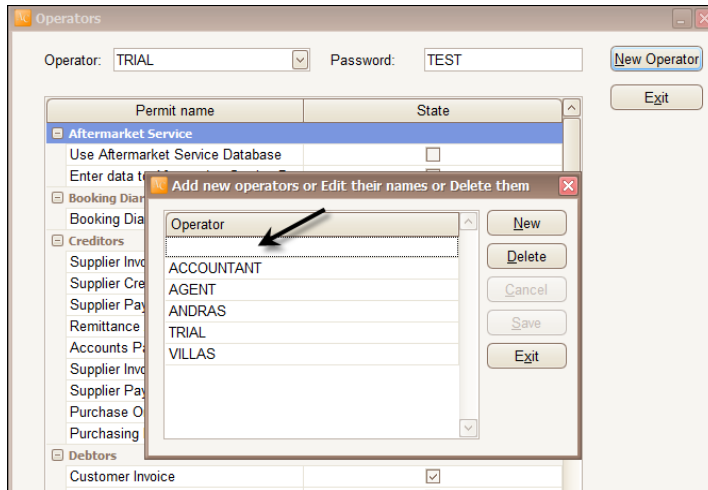 Operators
Operator: TRIAL Password: TEST New Operator
Exit
Permit name State
Aftermarket Service
Use Aftermarket Service Database
Enter data to
Add new operators or Edit their names or Delete them
Booking Diar
Booking Dia
Operator New
Creditors
Supplier Invo
Delete
ACCOUNTANT
Supplier Cre
AGENT Cancel
Supplier Pay
ANDRAS
Remittance
TRIAL Save
Accounts Pa
VILLAS Exit
Supplier Invo
Supplier Pay
Purchase O
Purchasing
Debtors
Customer Invoice